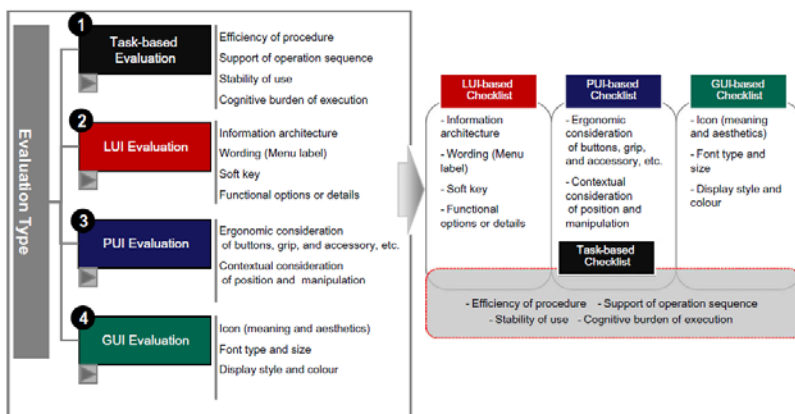 Evaluation Type
1
Task-based
Evaluation
Efficiency of procedure
Support of operation sequence
Stability of use
Cognitive burden of execution
2
LUI Evaluation
Information architecture
Wording (Menu label)
Soft key
Functional options or details
3
PUI Evaluation
Ergonomic consideration
of buttons, grip, and accessory, etc.
Contextual consideration
of position and manipulation
4
GUI Evaluation
Icon (meaning and aesthetics)
Font type and size
Display style and colour
LUI-based
Checklist
- Information
architecture
- Wording (Menu
label)
- Soft key
- Functional
options or details
PUI-based
Checklist
- Ergonomic
consideration
of buttons, grip,
and accessory, etc.
- Contextual
consideration
of position and
manipulation
GUI-based
Checklist
- Icon (meaning
and aesthetics)
- Font type and
size
- Display style and
colour
Task-based
Checklist
- Efficiency of procedure - Support of operation sequence
- Stability of use - Cognitive burden of execution